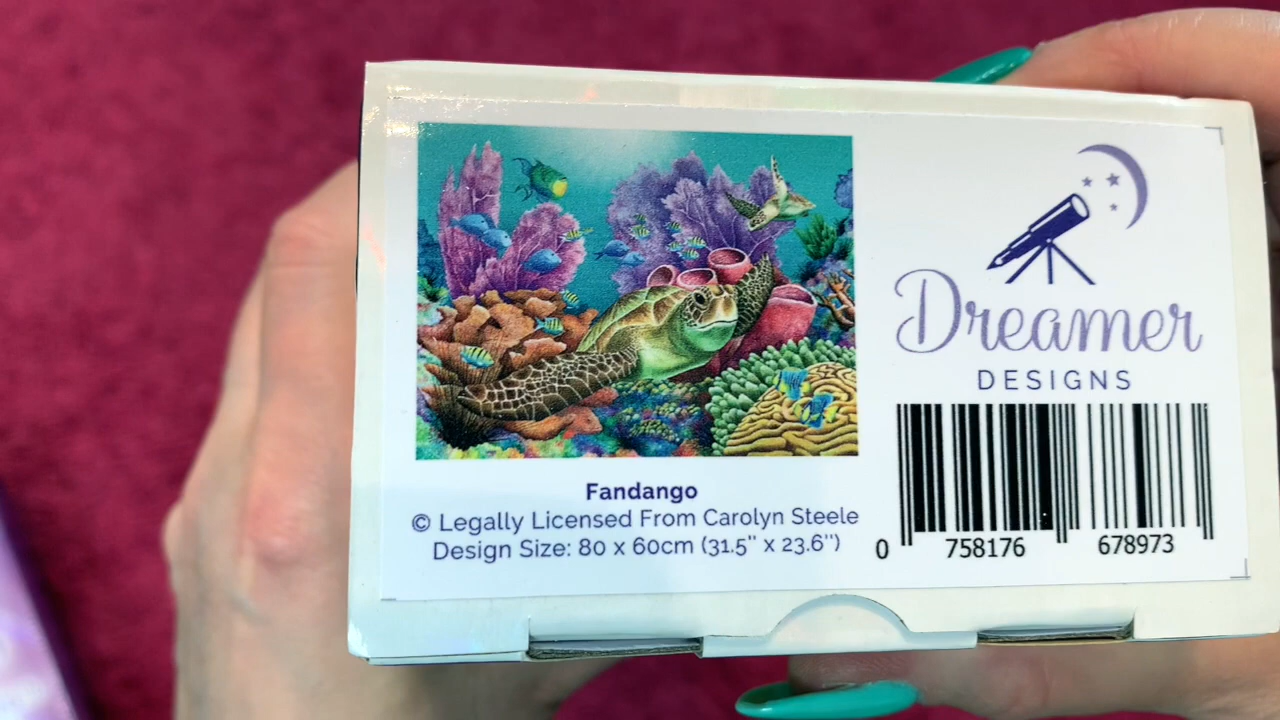 Fandango
© Legally Licensed From Carolyn Steele
Design Size: 80 x 60cm (31.5" x 23.6")
Dreamer
DESIGNS
0 758176 678973